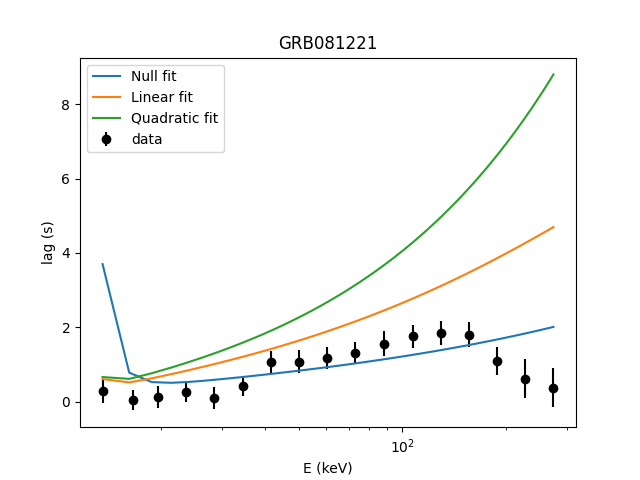 GRB081221
Null fit
Linear fit
Quadratic fit
data
8
6
4
2
0
lag (s)
10²
E (keV)